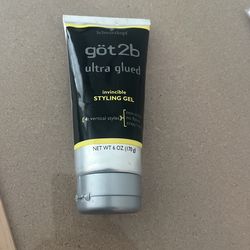 Schwarzkopf
göt2b
ultra glued
invincible
STYLING GEL
vertical styles
NET WT 6 OZ. (170 g)